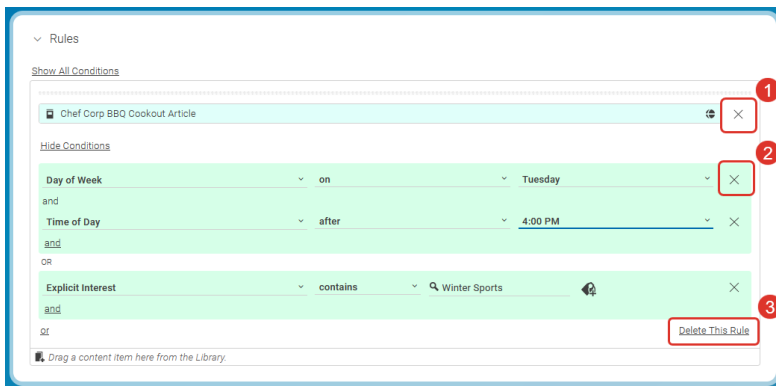 Rules
Show All Conditions
1
Chef Corp BBQ Cookout Article
Hide Conditions
2
Day of Week on Tuesday
and
Time of Day after 4:00 PM
and
OR
Explicit Interest contains Winter Sports
and
3
or Delete This Rule
Drag a content item here from the Library.